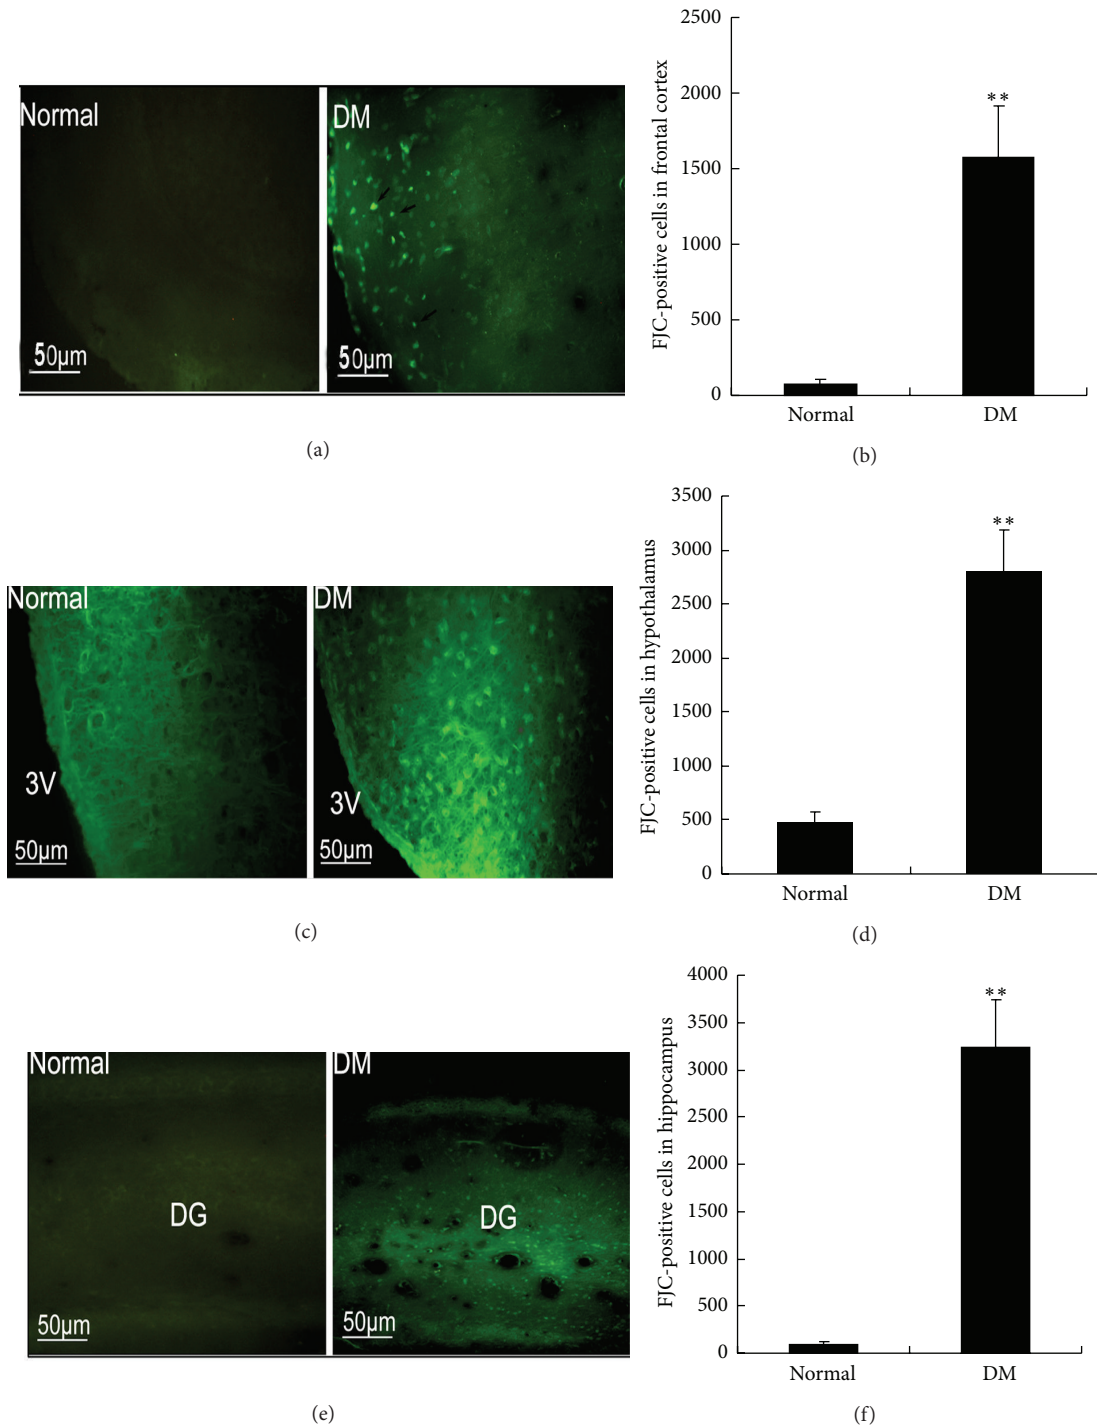 Normal
DM
50μm
50μm
(a)
2500
2000
1500
1000
500
0
FJC-positive cells in frontal cortex
**
Normal
DM
(b)
Normal
DM
3V
3V
50μm
50μm
(c)
3500
3000
2500
2000
1500
1000
500
0
FJC-positive cells in hypothalamus
**
Normal
DM
(d)
Normal
DM
DG
DG
50μm
50μm
(e)
4000
3500
3000
2500
2000
1500
1000
500
0
FJC-positive cells in hippocampus
**
Normal
DM
(f)